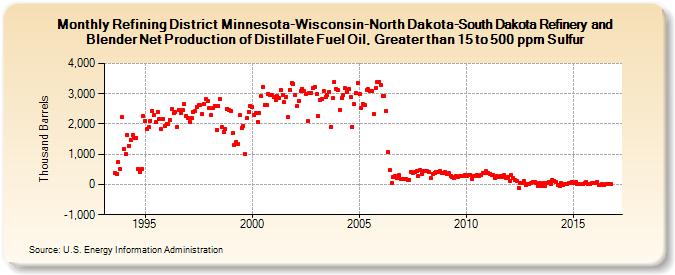 Monthly Refining District Minnesota-Wisconsin-North Dakota-South Dakota Refinery and
Blender Net Production of Distillate Fuel Oil, Greater than 15 to 500 ppm Sulfur
Thousand Barrels
4,000
3,000
2,000
1,000
0
-1,000
1995
2000
2005
2010
2015
Source: U.S. Energy Information Administration